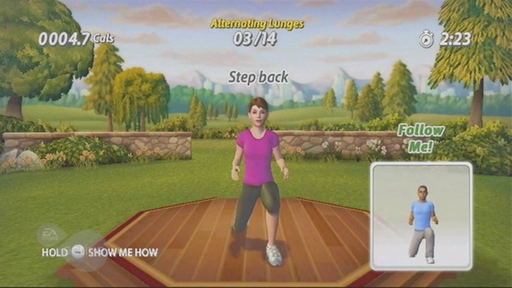 Alternating Lunges
0004.7 Cals
03/14
2:23
Step back
Follow
Me!
EA
HOLD SHOW ME HOW